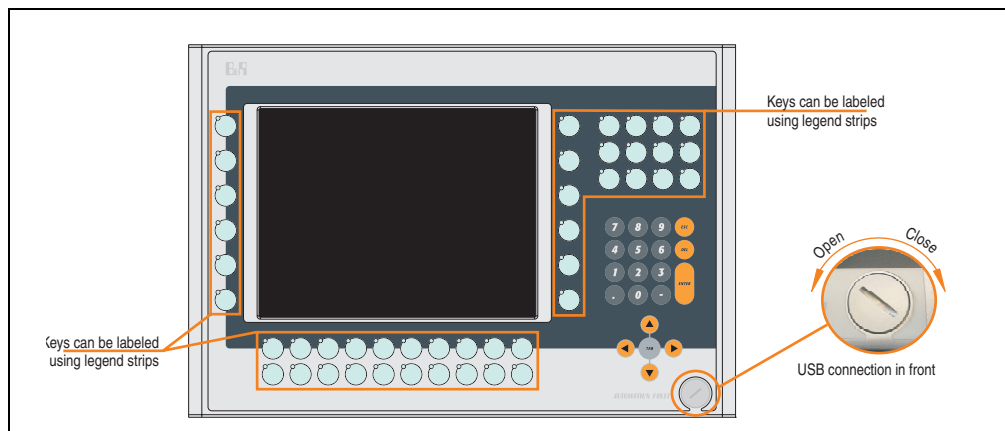 B&R
Keys can be labeled
using legend strips
7 8 9 ESC
4 5 6 DEL
1 2 3 ENTER
. 0 -
TAB
Open
Close
Keys can be labeled
using legend strips
USB connection in front